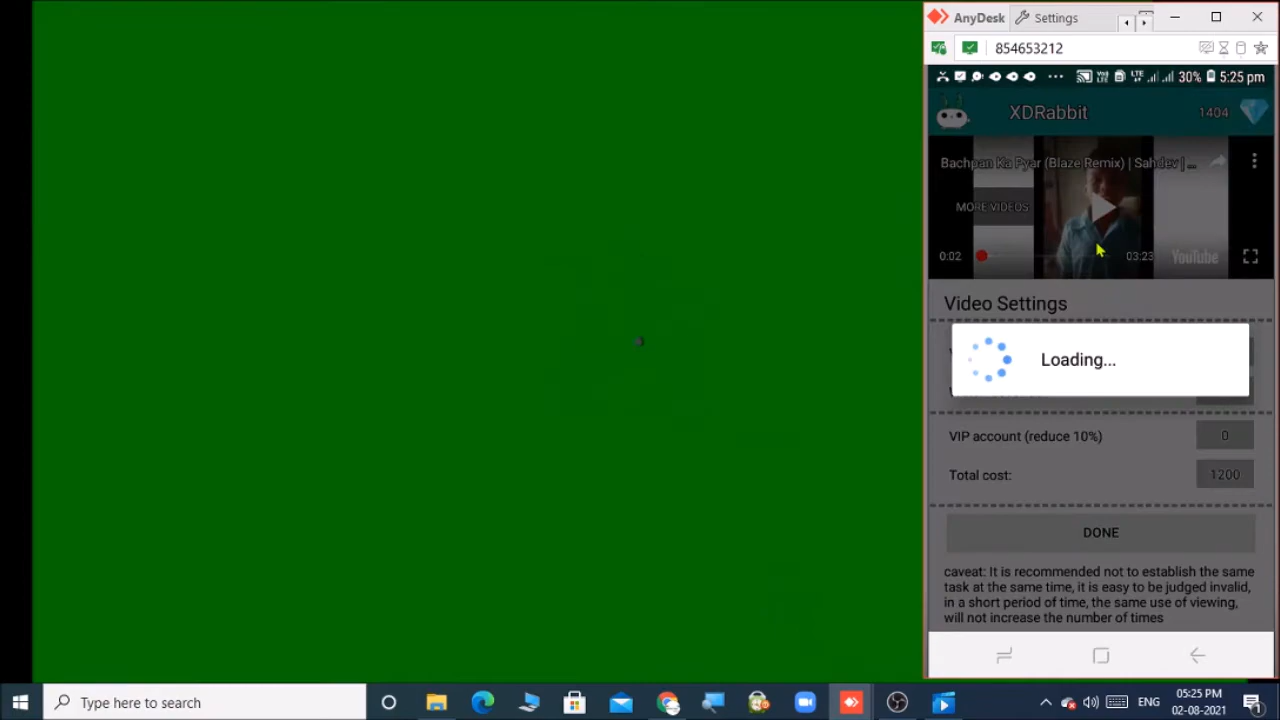 AnyDesk
Settings
854653212
30%
5:25 pm
XDRabbit
1404
Bachpan Ka Pyar (Blaze Remix) | Sahdev | ...
MORE VIDEOS
0:02
03:23
YouTube
Video Settings
Loading...
VIP account (reduce 10%)
0
Total cost:
1200
DONE
caveat: It is recommended not to establish the same
task at the same time, it is easy to be judged invalid,
in a short period of time, the same use of viewing,
will not increase the number of times
Type here to search
ENG
05:25 PM
02-08-2021
1